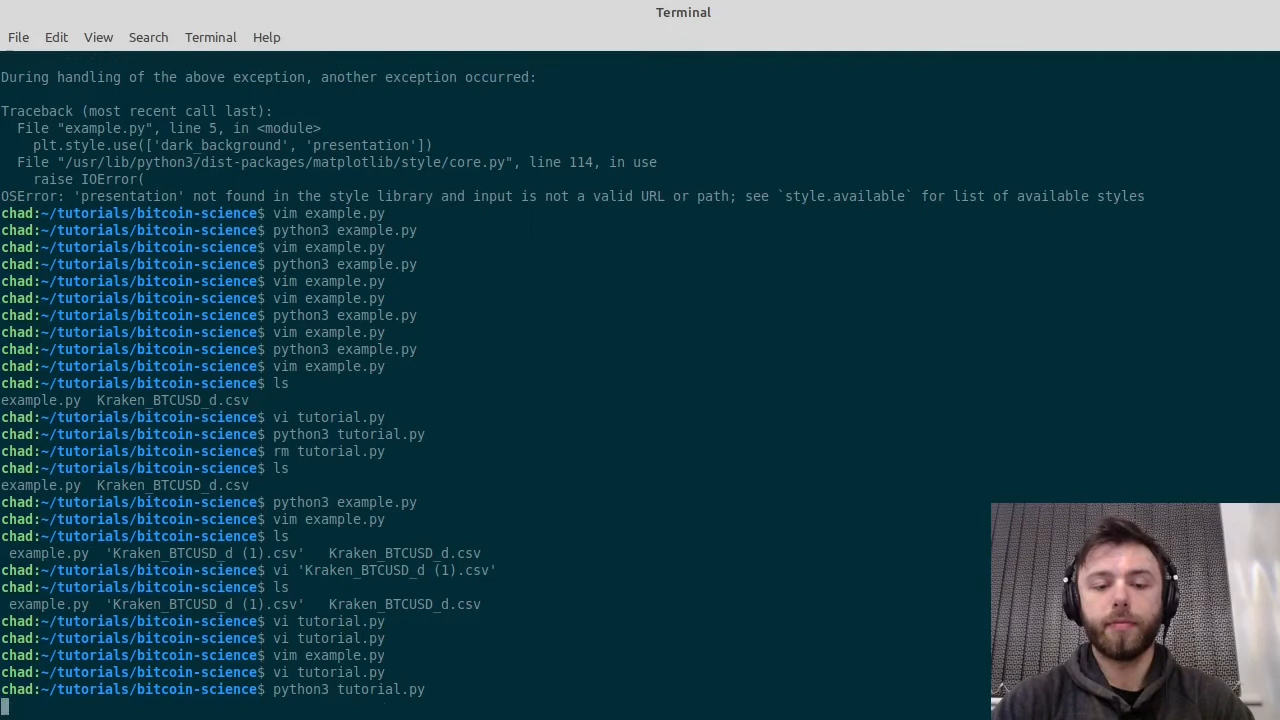 Terminal
File Edit View Search Terminal Help
During handling of the above exception, another exception occurred:
Traceback (most recent call last):
  File "example.py", line 5, in <module>
    plt.style.use(['dark_background', 'presentation'])
  File "/usr/lib/python3/dist-packages/matplotlib/style/core.py", line 114, in use
    raise IOError(
OSError: 'presentation' not found in the style library and input is not a valid URL or path; see `style.available` for list of available styles
chad:~/tutorials/bitcoin-science$ vim example.py
chad:~/tutorials/bitcoin-science$ python3 example.py
chad:~/tutorials/bitcoin-science$ vim example.py
chad:~/tutorials/bitcoin-science$ python3 example.py
chad:~/tutorials/bitcoin-science$ vim example.py
chad:~/tutorials/bitcoin-science$ vim example.py
chad:~/tutorials/bitcoin-science$ python3 example.py
chad:~/tutorials/bitcoin-science$ vim example.py
chad:~/tutorials/bitcoin-science$ python3 example.py
chad:~/tutorials/bitcoin-science$ vim example.py
chad:~/tutorials/bitcoin-science$ ls
example.py  Kraken_BTCUSD_d.csv
chad:~/tutorials/bitcoin-science$ vi tutorial.py
chad:~/tutorials/bitcoin-science$ python3 tutorial.py
chad:~/tutorials/bitcoin-science$ rm tutorial.py
chad:~/tutorials/bitcoin-science$ ls
example.py  Kraken_BTCUSD_d.csv
chad:~/tutorials/bitcoin-science$ python3 example.py
chad:~/tutorials/bitcoin-science$ vim example.py
chad:~/tutorials/bitcoin-science$ ls
 example.py  'Kraken_BTCUSD_d (1).csv'   Kraken_BTCUSD_d.csv
chad:~/tutorials/bitcoin-science$ vi 'Kraken_BTCUSD_d (1).csv'
chad:~/tutorials/bitcoin-science$ ls
 example.py  'Kraken_BTCUSD_d (1).csv'   Kraken_BTCUSD_d.csv
chad:~/tutorials/bitcoin-science$ vi tutorial.py
chad:~/tutorials/bitcoin-science$ vi tutorial.py
chad:~/tutorials/bitcoin-science$ vim example.py
chad:~/tutorials/bitcoin-science$ vi tutorial.py
chad:~/tutorials/bitcoin-science$ python3 tutorial.py